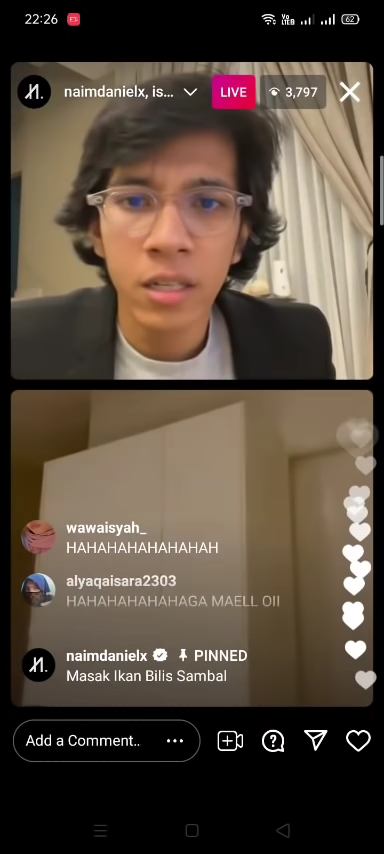 22:26
62
naimdanielx, is...
LIVE
3,797
wawaisyah_
HAHAHAHAHAHAHAH
alyaqaisara2303
HAHAHAHAHAHAGA MAELL OII
naimdanielx PINNED
Masak Ikan Bilis Sambal
Add a Comment..